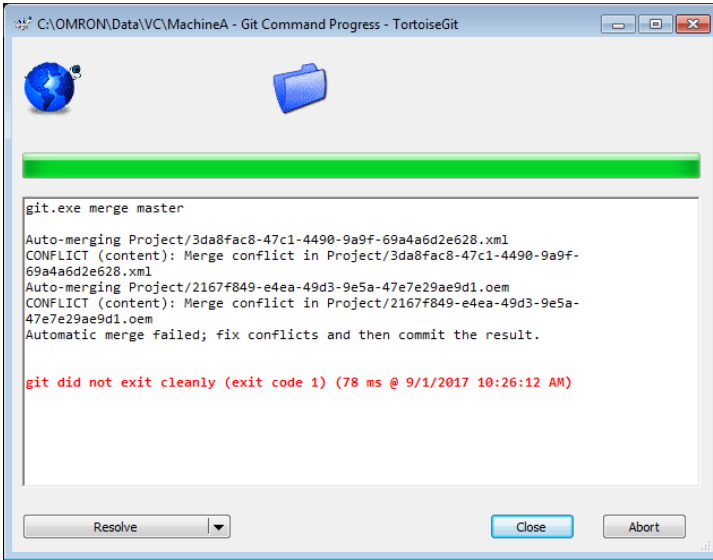 C:\OMRON\Data\VC\MachineA - Git Command Progress - TortoiseGit
git.exe merge master
Auto-merging Project/3da8fac8-47c1-4490-9a9f-69a4a6d2e628.xml
CONFLICT (content): Merge conflict in Project/3da8fac8-47c1-4490-9a9f-
69a4a6d2e628.xml
Auto-merging Project/2167f849-e4ea-49d3-9e5a-47e7e29ae9d1.oem
CONFLICT (content): Merge conflict in Project/2167f849-e4ea-49d3-9e5a-
47e7e29ae9d1.oem
Automatic merge failed; fix conflicts and then commit the result.
git did not exit cleanly (exit code 1) (78 ms @ 9/1/2017 10:26:12 AM)
Resolve Close Abort